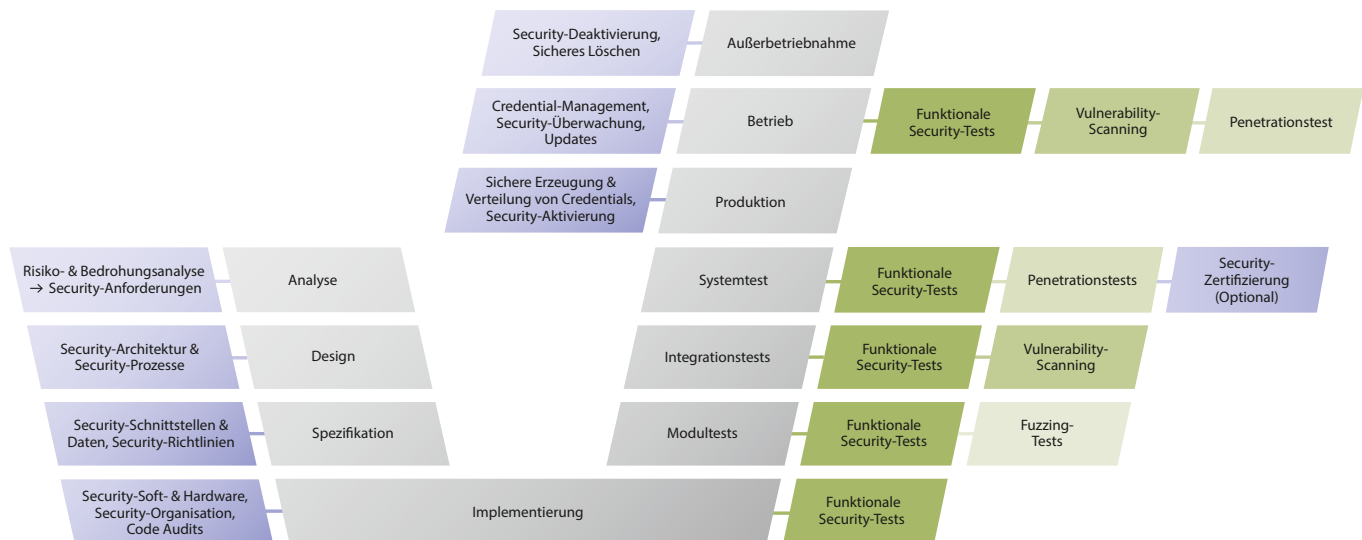 Security-Deaktivierung,
Sicheres Löschen
Außerbetriebnahme
Credential-Management,
Security-Überwachung,
Updates
Betrieb
Funktionale
Security-Tests
Vulnerability-
Scanning
Penetrationstest
Sichere Erzeugung &
Verteilung von Credentials,
Security-Aktivierung
Produktion
Risiko- & Bedrohungsanalyse
→ Security-Anforderungen
Analyse
Systemtest
Funktionale
Security-Tests
Penetrationstests
Security-
Zertifizierung
(Optional)
Security-Architektur &
Security-Prozesse
Design
Integrationstests
Funktionale
Security-Tests
Vulnerability-
Scanning
Security-Schnittstellen &
Daten, Security-Richtlinien
Spezifikation
Modultests
Funktionale
Security-Tests
Fuzzing-
Tests
Security-Soft- & Hardware,
Security-Organisation,
Code Audits
Implementierung
Funktionale
Security-Tests